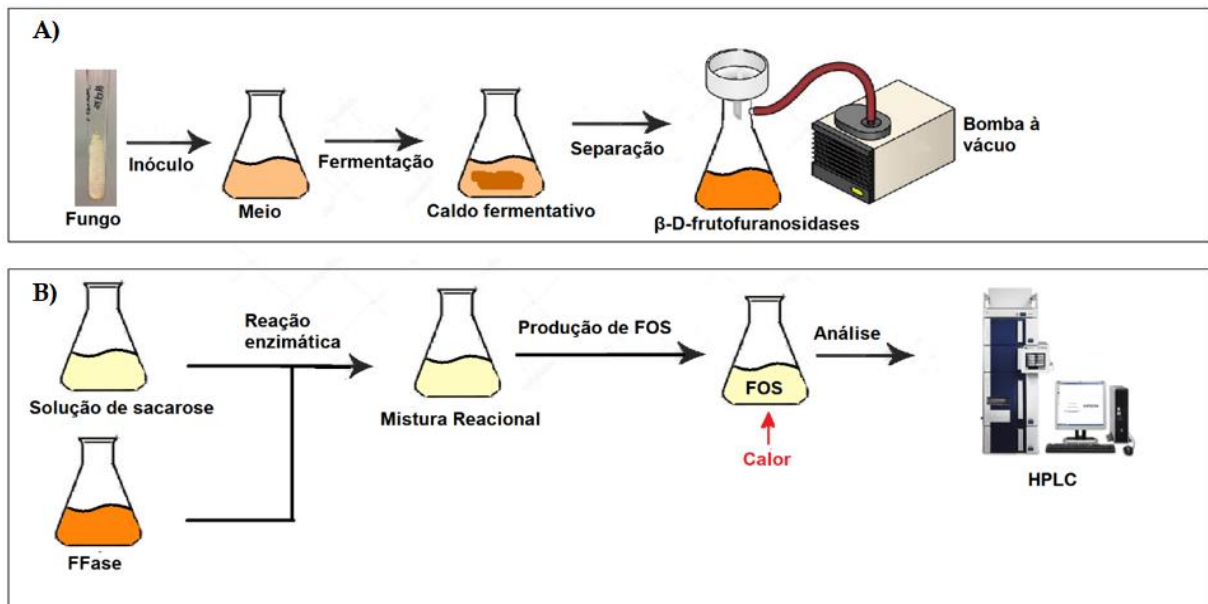 A)
Fungo
Inóculo
Meio
Fermentação
Caldo fermentativo
Separação
β-D-frutofuranosidases
Bomba à
vácuo
B)
Solução de sacarose
FFase
Reação
enzimática
Mistura Reacional
Produção de FOS
FOS
Calor
Análise
HPLC